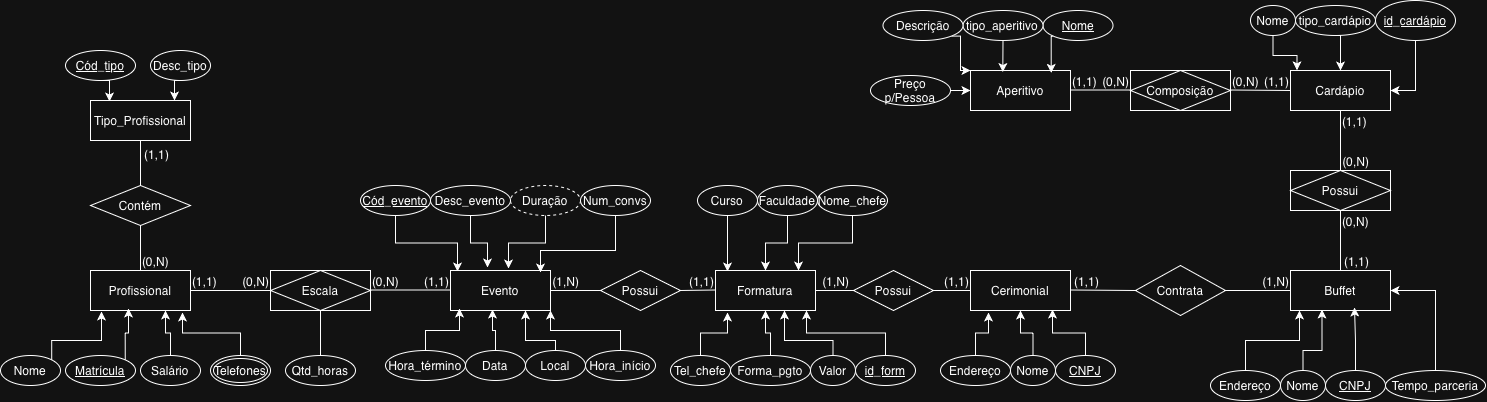 Descrição
tipo_aperitivo
Nome
Nome
tipo_cardápio
id_cardápio
Cód_tipo
Desc_tipo
Preço
p/Pessoa
Aperitivo
(1,1)
(0,N)
Composição
(0,N)
(1,1)
Cardápio
Tipo_Profissional
(1,1)
(1,1)
(0,N)
Contém
Possui
Cód_evento
Desc_evento
Duração
Num_convs
Curso
Faculdade
Nome_chefe
(0,N)
(0,N)
(1,1)
Profissional
(1,1)
(0,N)
Escala
(0,N)
(1,1)
Evento
(1,N)
Possui
(1,1)
Formatura
(1,N)
Possui
(1,1)
Cerimonial
(1,1)
Contrata
(1,N)
Buffet
Nome
Matrícula
Salário
Telefones
Qtd_horas
Hora_término
Data
Local
Hora_início
Tel_chefe
Forma_pgto
Valor
id_form
Endereço
Nome
CNPJ
Endereço
Nome
CNPJ
Tempo_parceria